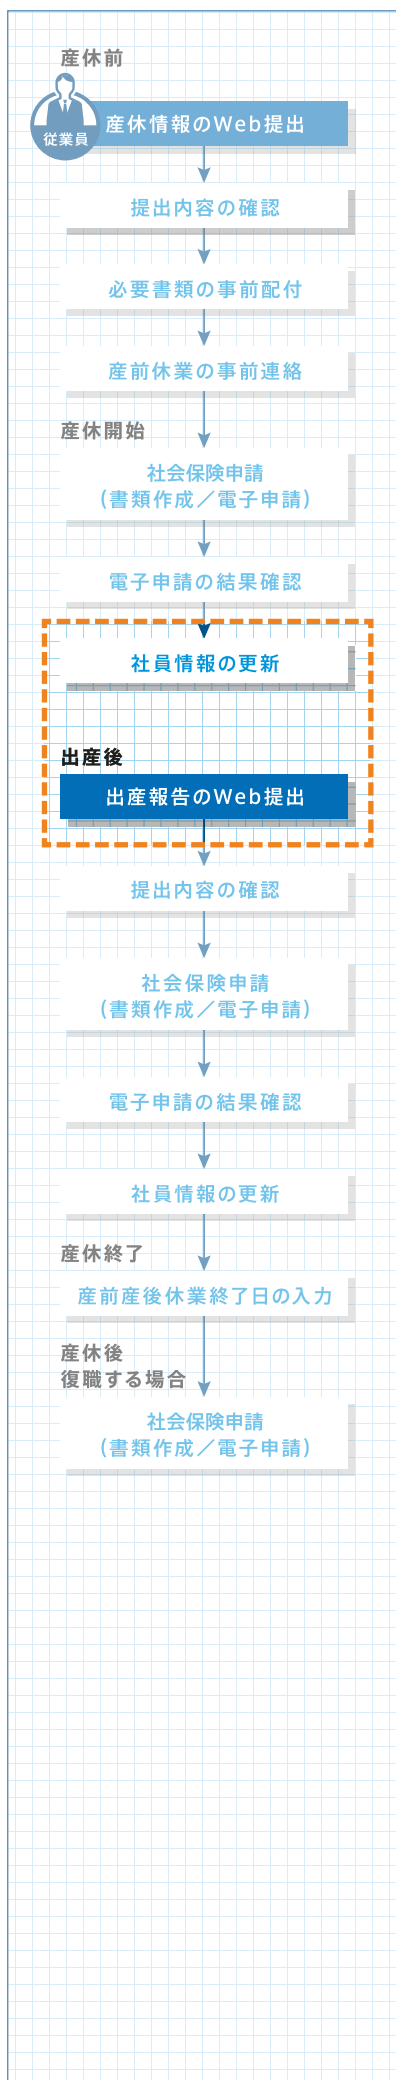 産休前
従業員
産休情報のWeb提出
提出内容の確認
必要書類の事前配付
産前休業の事前連絡
産休開始
社会保険申請
(書類作成／電子申請)
電子申請の結果確認
社員情報の更新
出産後
出産報告のWeb提出
提出内容の確認
社会保険申請
(書類作成／電子申請)
電子申請の結果確認
社員情報の更新
産休終了
産前産後休業終了日の入力
産休後
復職する場合
社会保険申請
(書類作成／電子申請)